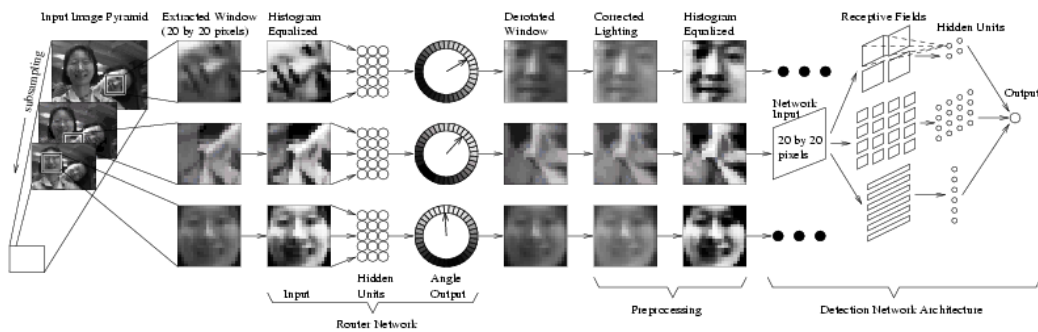 Input Image Pyramid
Extracted Window
(20 by 20 pixels)
Histogram
Equalized
Derotated
Window
Corrected
Lighting
Histogram
Equalized
Receptive Fields
Hidden Units
subsampling
Network
Input
20 by 20
pixels
Output
Input
Hidden
Units
Angle
Output
Router Network
Preprocessing
Detection Network Architecture